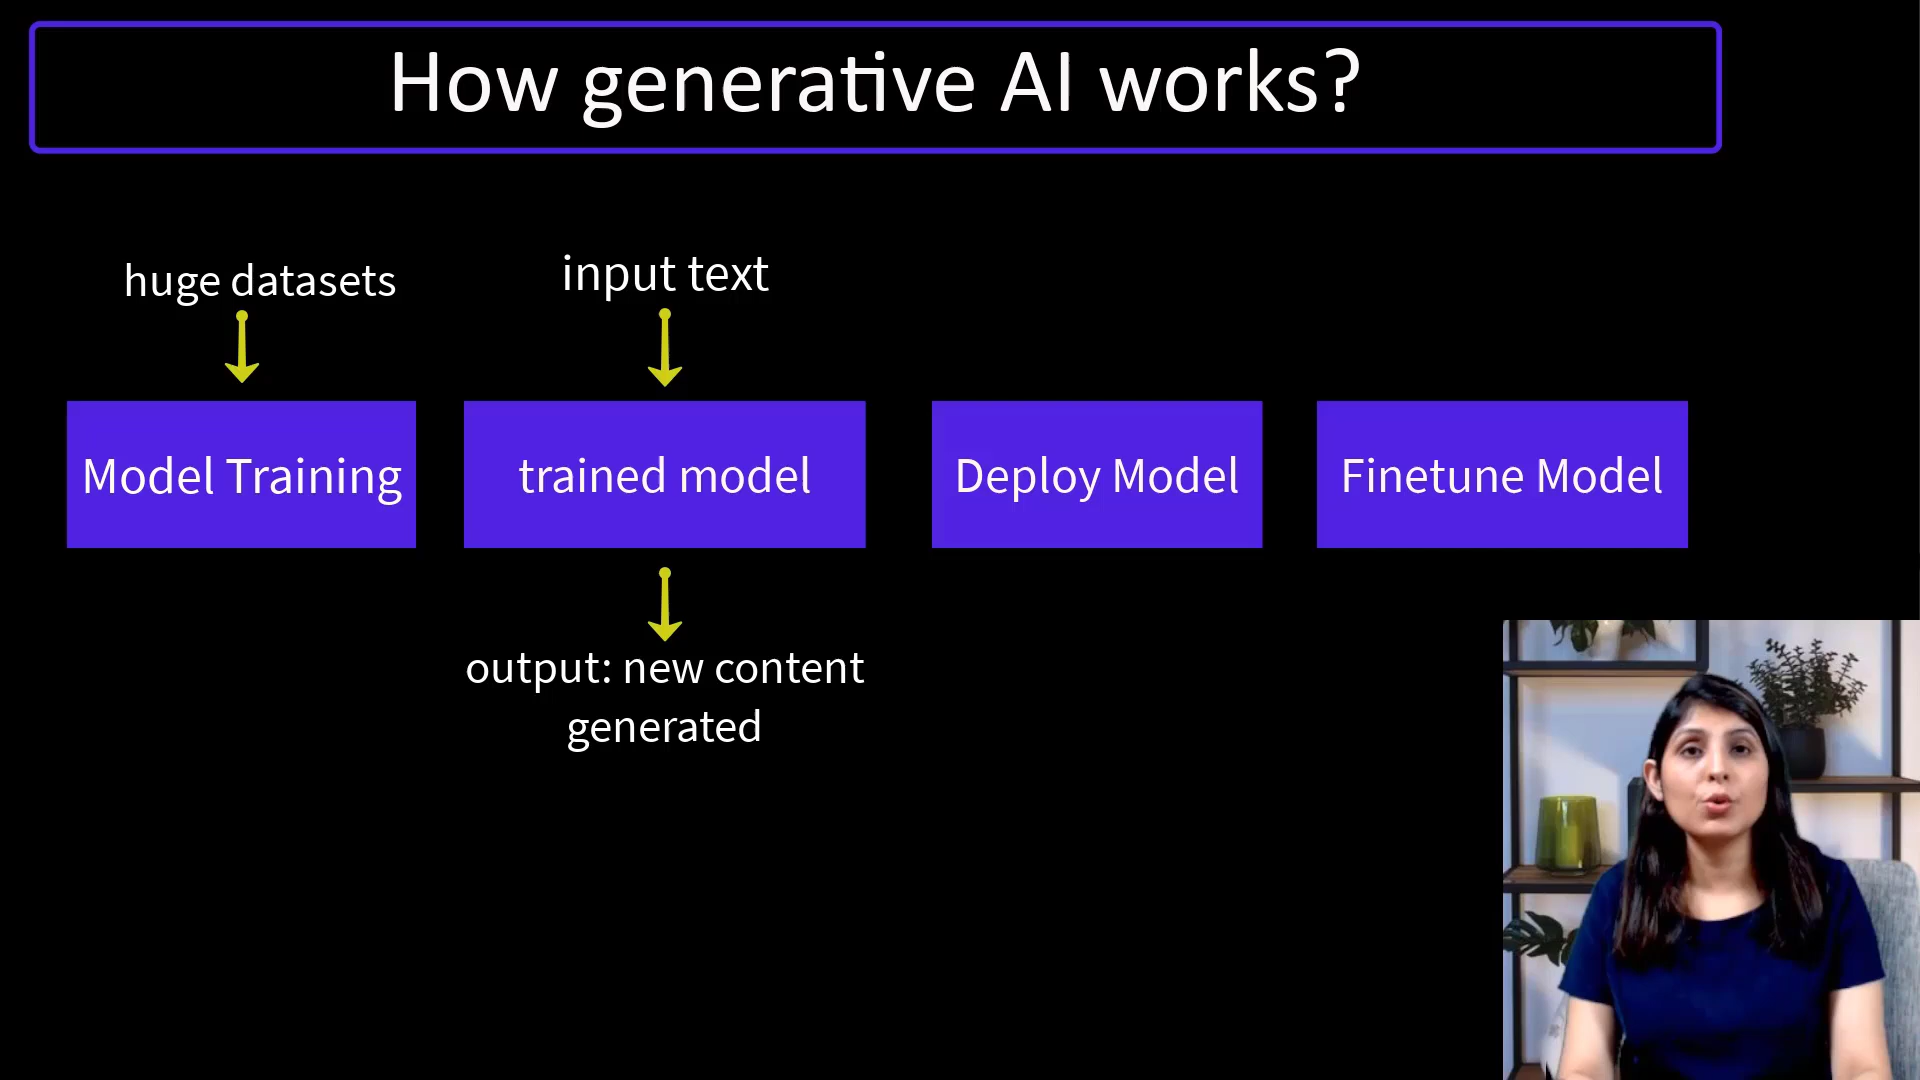 How generative AI works?
huge datasets
input text
Model Training
trained model
Deploy Model
Finetune Model
output: new content
generated